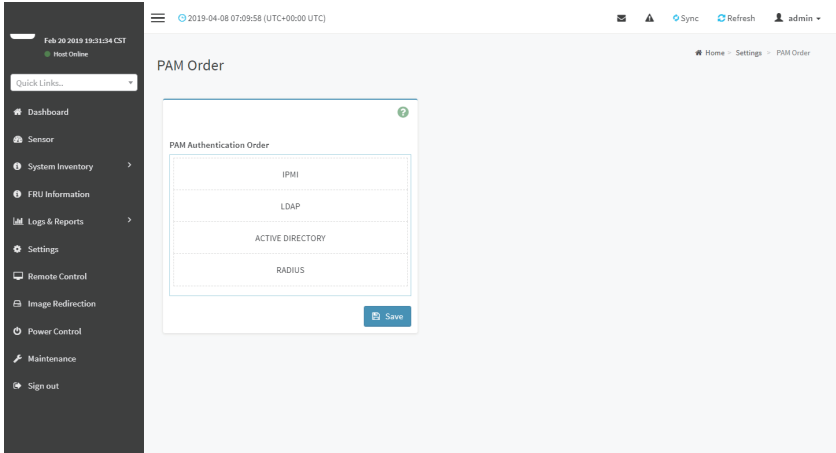 Feb 20 2019 19:31:34 CST
Host Online
Quick Links...
Dashboard
Sensor
System Inventory
FRU Information
Logs & Reports
Settings
Remote Control
Image Redirection
Power Control
Maintenance
Sign out
2019-04-08 07:09:58 (UTC+00:00 UTC)
Sync
Refresh
admin
PAM Order
Home > Settings > PAM Order
PAM Authentication Order
IPMI
LDAP
ACTIVE DIRECTORY
RADIUS
Save